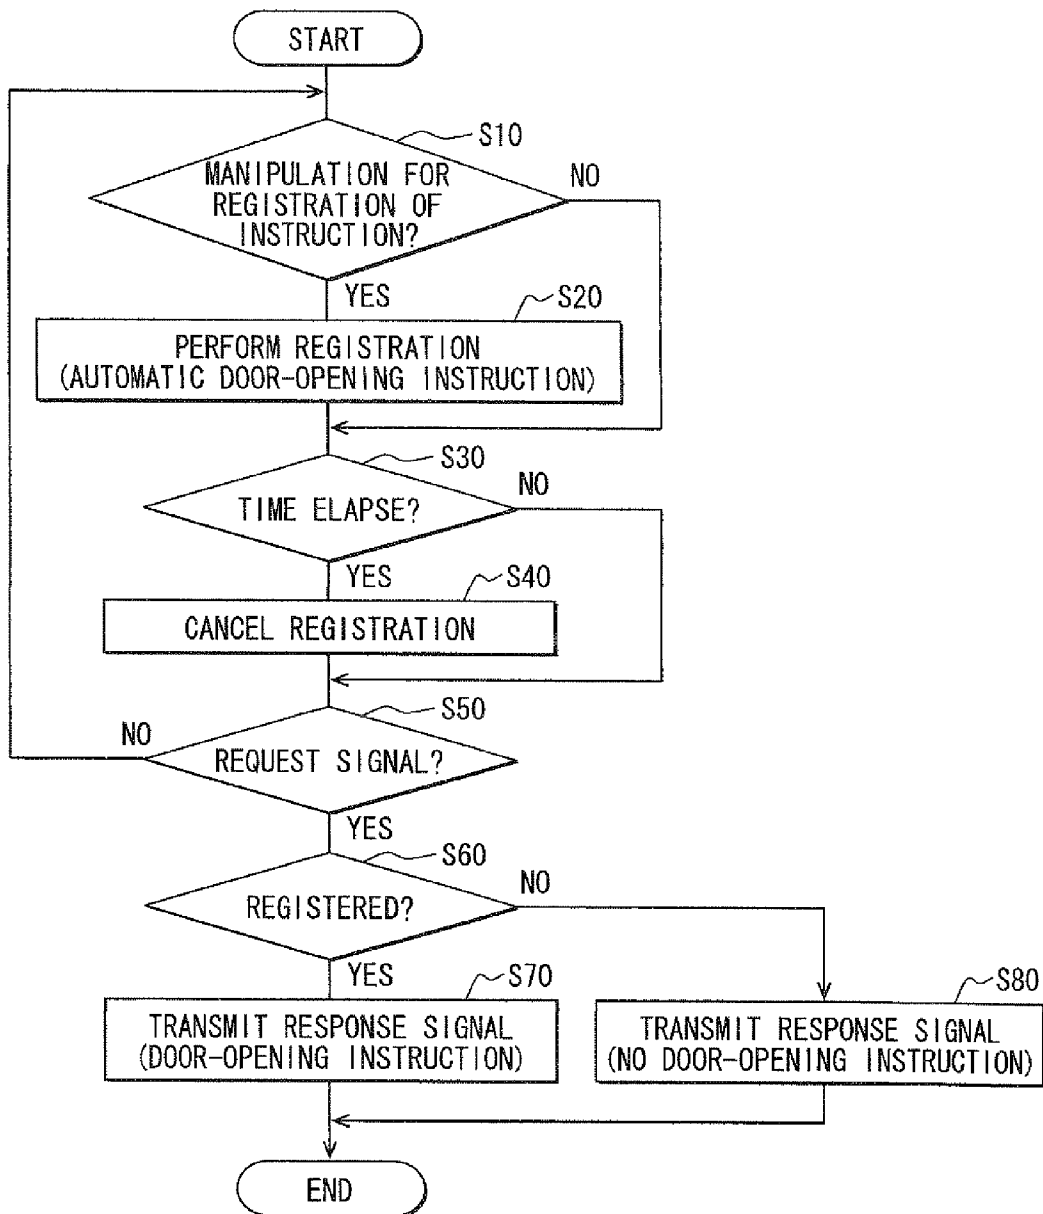 START
S10
MANIPULATION FOR
REGISTRATION OF
INSTRUCTION?
NO
YES
S20
PERFORM REGISTRATION
(AUTOMATIC DOOR-OPENING INSTRUCTION)
S30
TIME ELAPSE?
NO
YES
S40
CANCEL REGISTRATION
S50
NO
REQUEST SIGNAL?
YES
S60
REGISTERED?
NO
YES
S70
TRANSMIT RESPONSE SIGNAL
(DOOR-OPENING INSTRUCTION)
S80
TRANSMIT RESPONSE SIGNAL
(NO DOOR-OPENING INSTRUCTION)
END